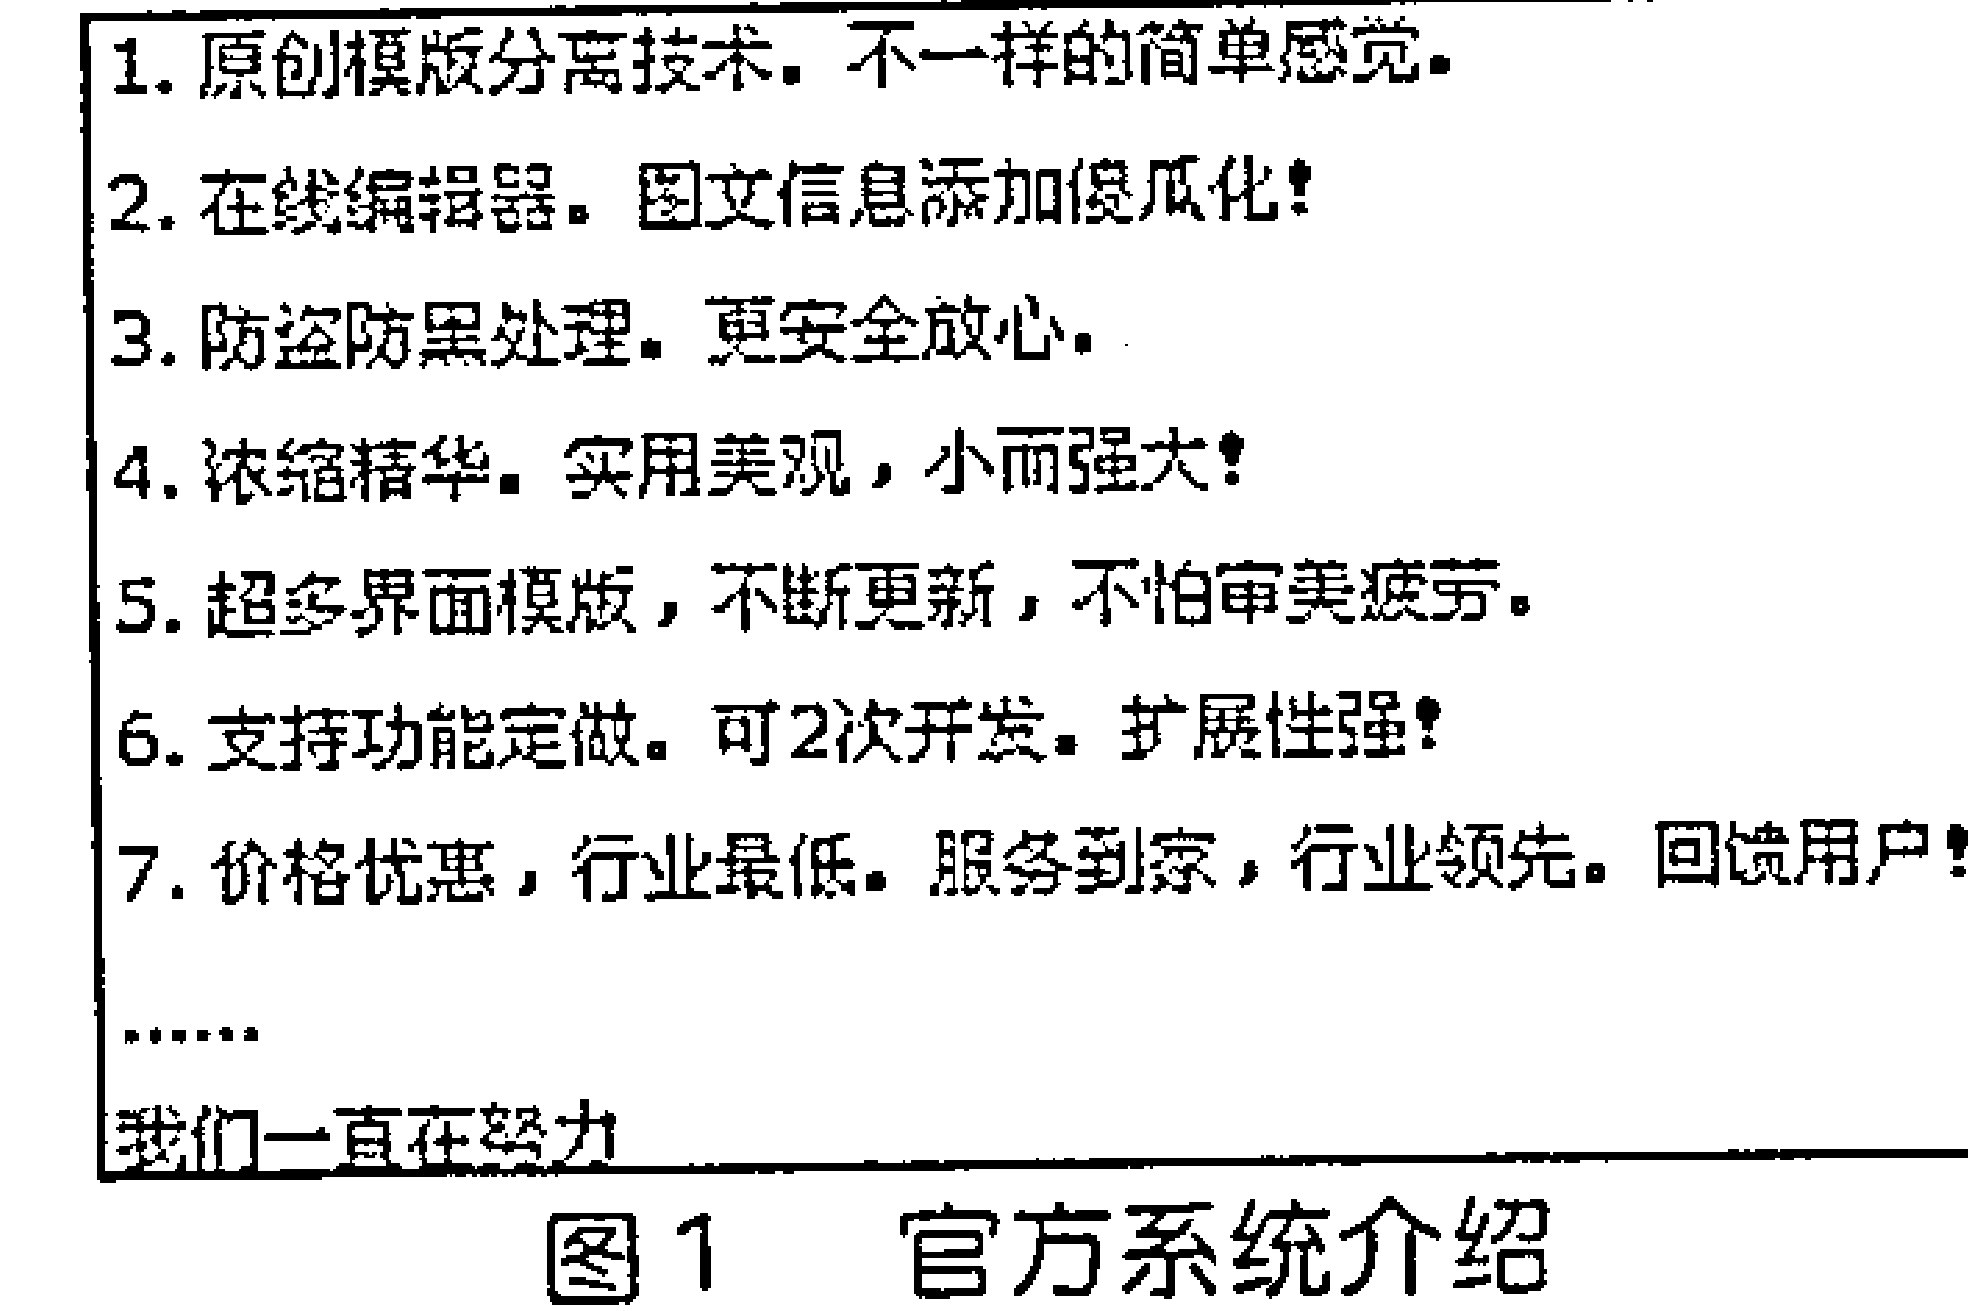 1. 原创模版分离技术。不一样的简单感觉。
2. 在线编辑器。图文信息添加傻瓜化！
3. 防盗防黑处理。更安全放心。
4. 浓缩精华。实用美观，小而强大！
5. 超多界面模版，不断更新，不怕审美疲劳。
6. 支持功能定做。可2次开发。扩展性强！
7. 价格优惠，行业最低。服务到家，行业领先。回馈用户！
……
我们一直在努力
图1 官方系统介绍